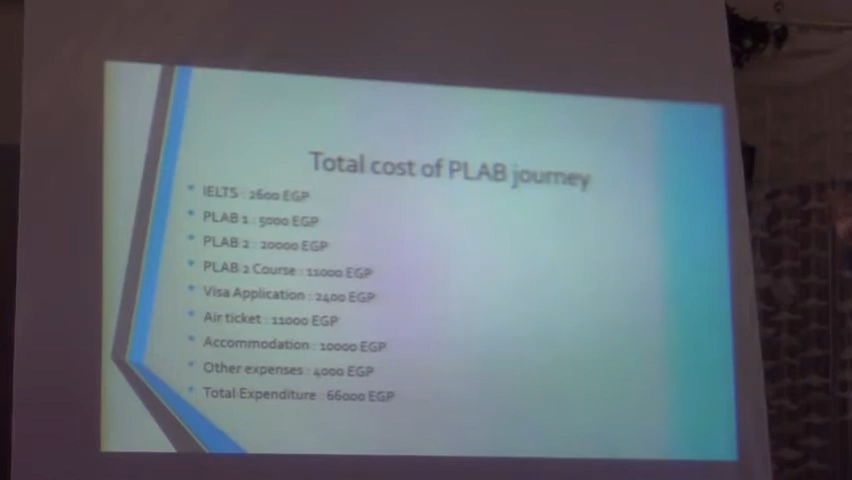 Total cost of PLAB journey
IELTS : 2600 EGP
PLAB 1 : 5000 EGP
PLAB 2 : 20000 EGP
PLAB 2 Course : 11000 EGP
Visa Application : 2400 EGP
Air ticket : 11000 EGP
Accommodation : 10000 EGP
Other expenses : 4000 EGP
Total Expenditure : 66000 EGP